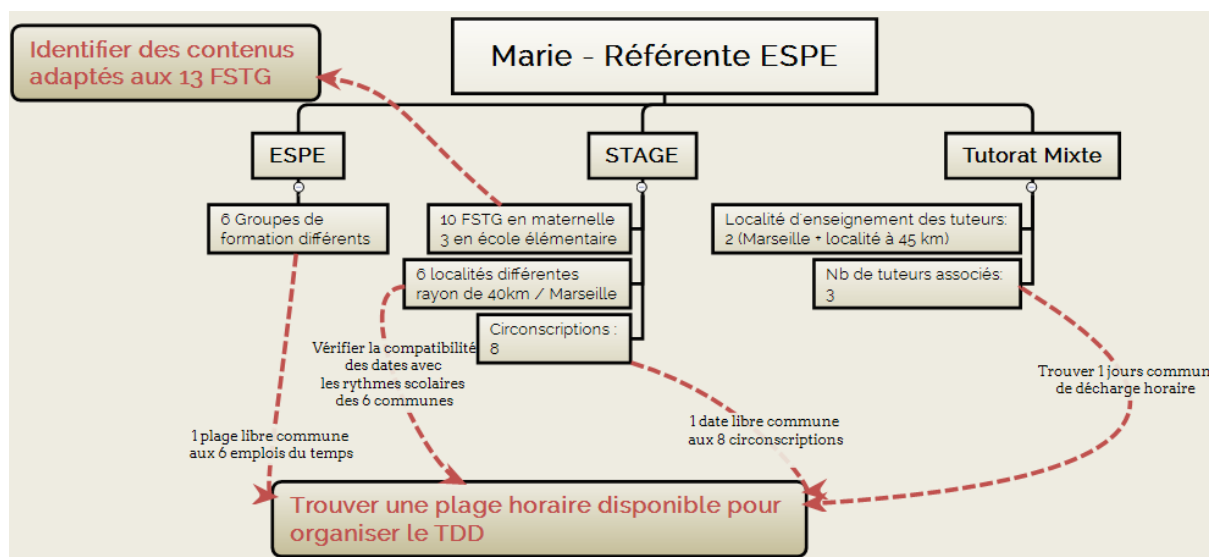 Identifier des contenus
adaptés aux 13 FSTG
Marie - Référente ESPE
ESPE
STAGE
Tutorat Mixte
6 Groupes de
formation différents
10 FSTG en maternelle
3 en école élémentaire
Localité d'enseignement des tuteurs:
2 (Marseille + localité à 45 km)
6 localités différentes
rayon de 40km / Marseille
Nb de tuteurs associés:
3
Circonscriptions :
8
Vérifier la compatibilité
des dates avec
les rythmes scolaires
des 6 communes
Trouver 1 jours commun
de décharge horaire
1 plage libre commune
aux 6 emplois du temps
1 date libre commune
aux 8 circonscriptions
Trouver une plage horaire disponible pour
organiser le TDD